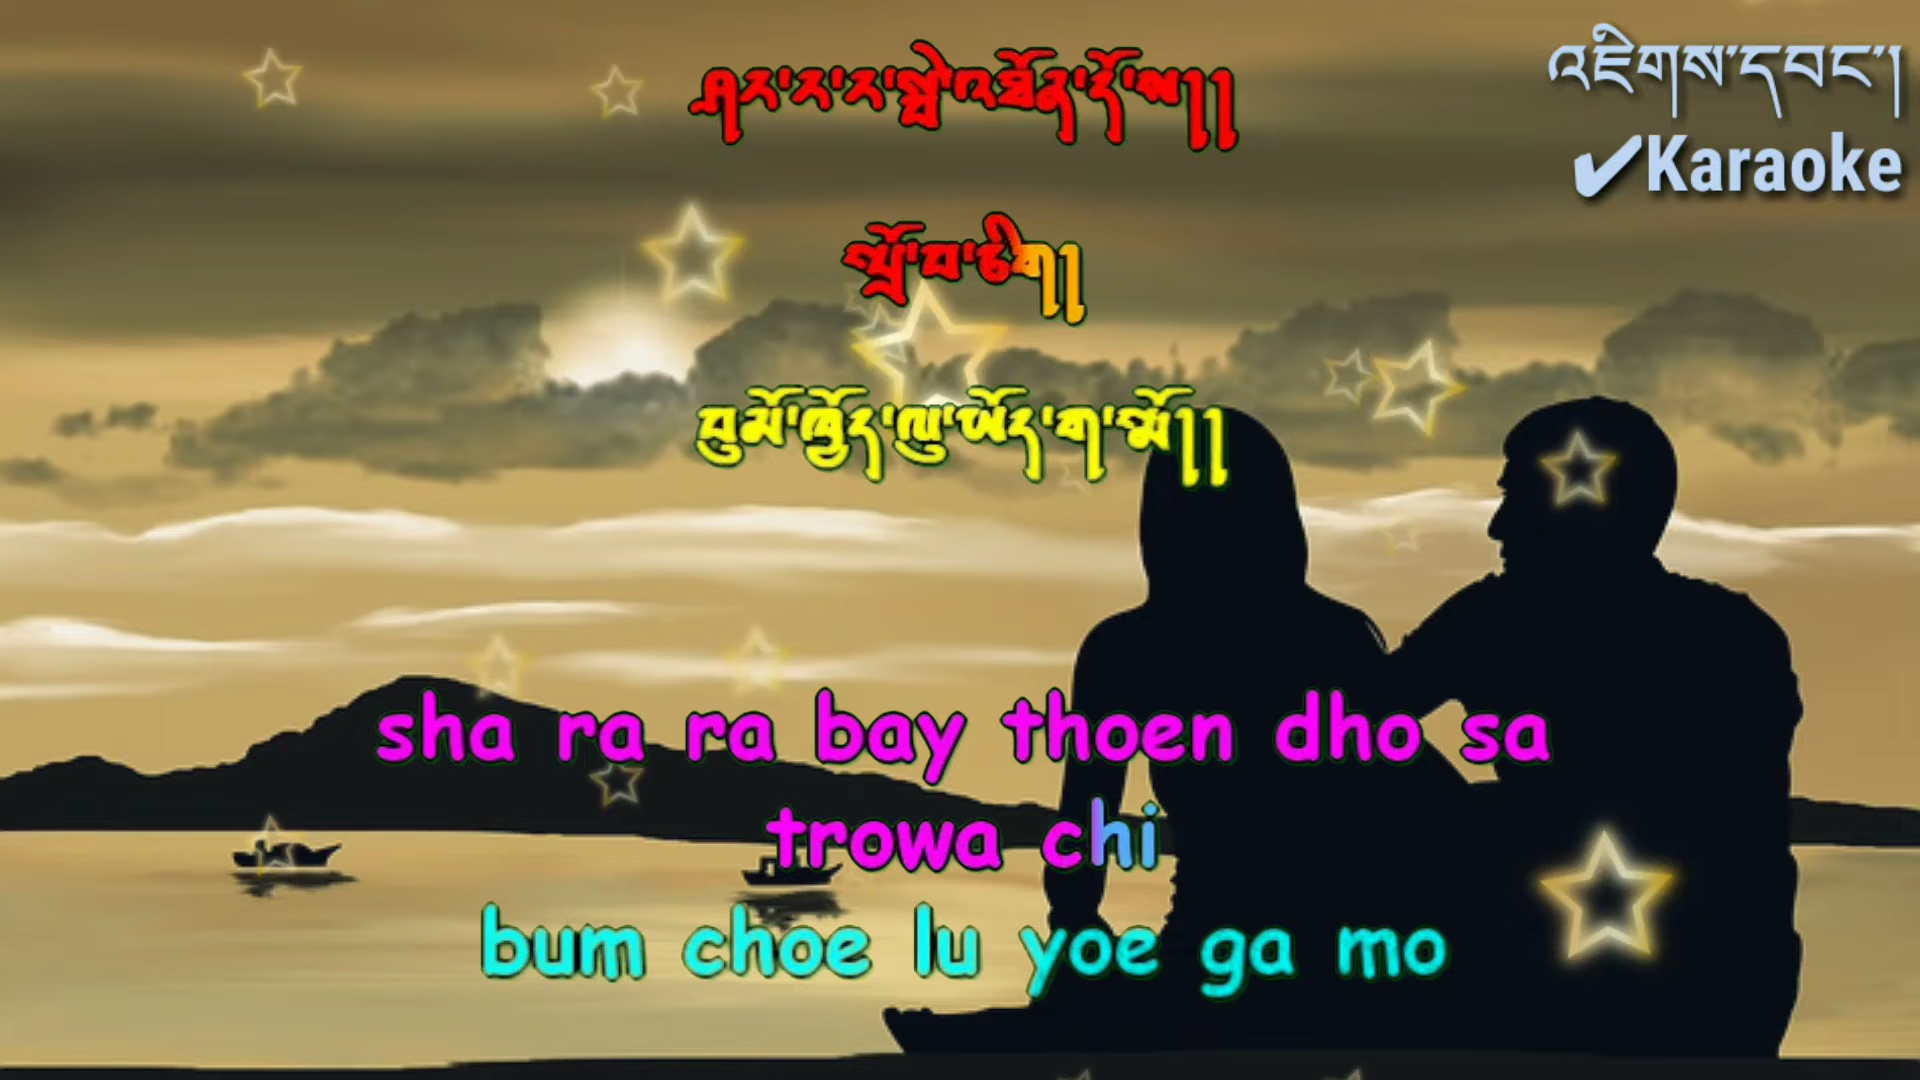 ཤར་ར་ར་སྦེ་འཐོན་དོ་ས།།
འཇིགས་དབང་།
✔Karaoke
སྤྲོ་བ་ཅིག།
བུམོ་ཁྱོད་ལུ་ཡོད་ག་མོ།།
sha ra ra bay thoen dho sa
trowa chi
bum choe lu yoe ga mo